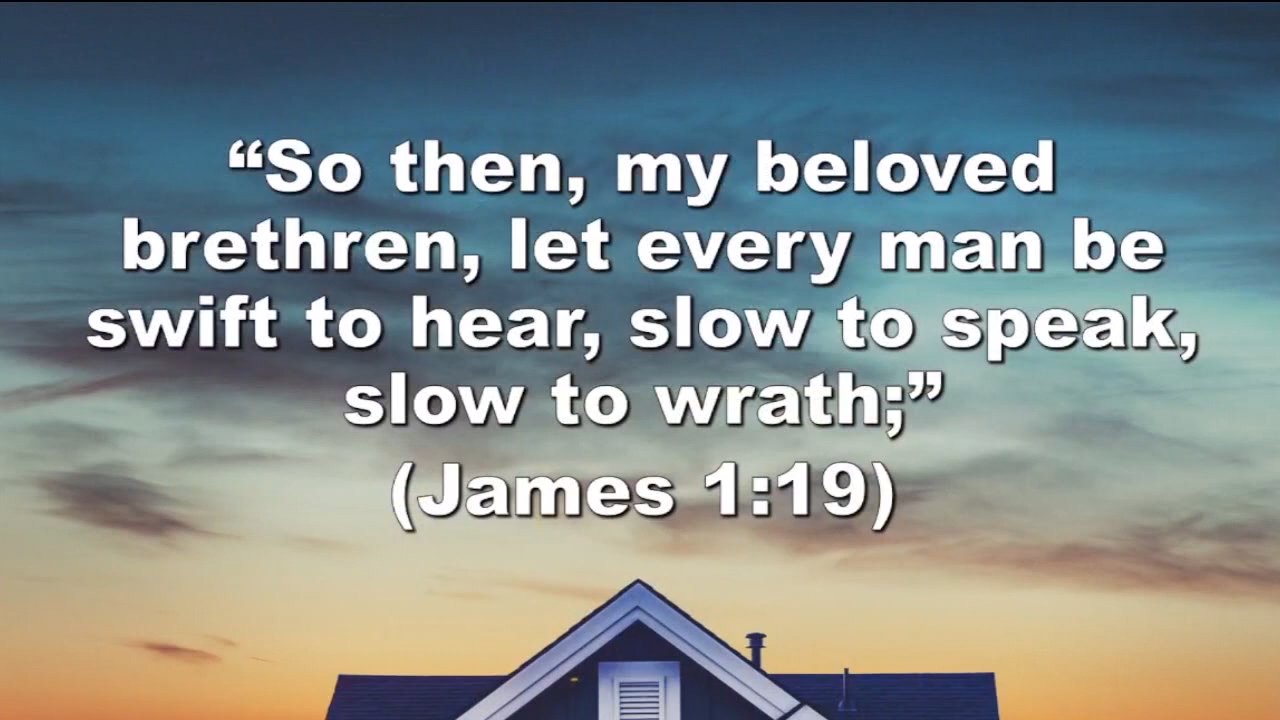 “So then, my beloved
brethren, let every man be
swift to hear, slow to speak,
slow to wrath;”
(James 1:19)